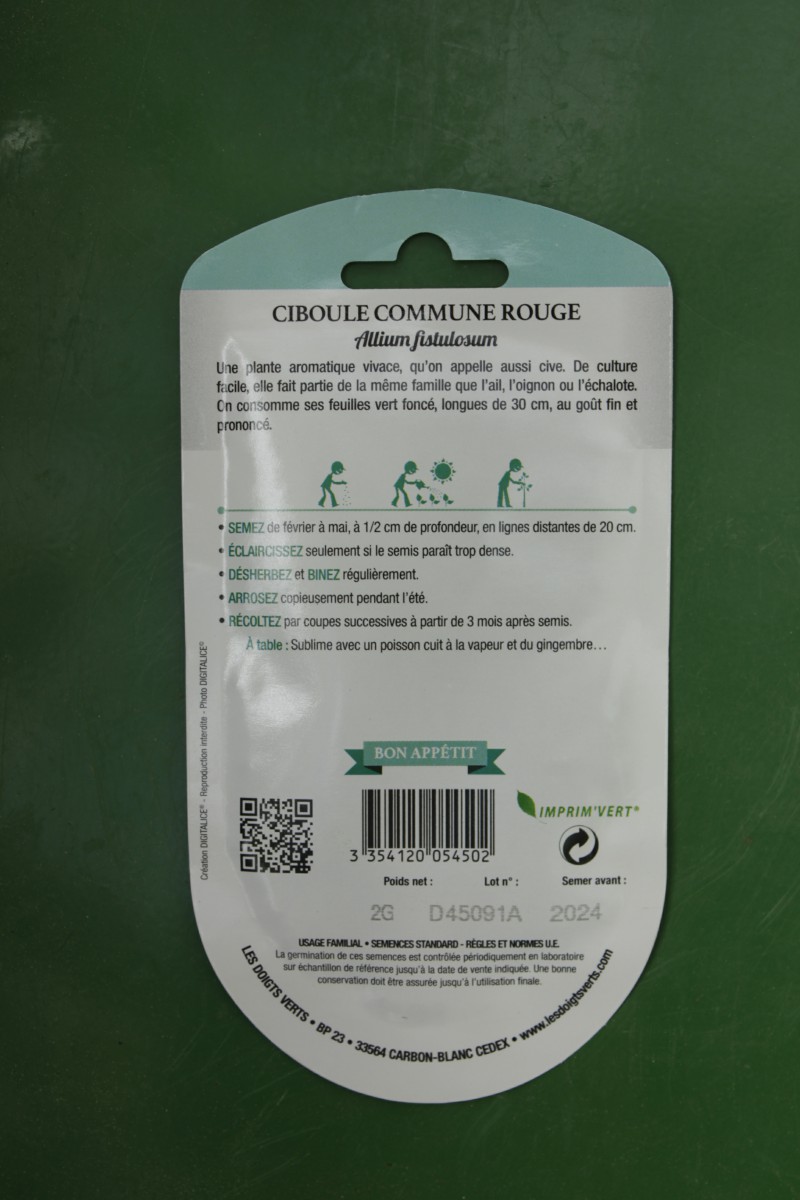 CIBOULE COMMUNE ROUGE
Allium fistulosum
Une plante aromatique vivace, qu'on appelle aussi cive. De culture
facile, elle fait partie de la même famille que l'ail, l'oignon ou l'échalote.
On consomme ses feuilles vert foncé, longues de 30 cm, au goût fin et
prononcé.
• SEMEZ de février à mai, à 1/2 cm de profondeur, en lignes distantes de 20 cm.
• ÉCLAIRCISSEZ seulement si le semis paraît trop dense.
• DÉSHERBEZ et BINEZ régulièrement.
• ARROSEZ copieusement pendant l'été.
• RÉCOLTEZ par coupes successives à partir de 3 mois après semis.
À table : Sublime avec un poisson cuit à la vapeur et du gingembre...
Création DIGITALICE® - Reproduction interdite - Photo DIGITALICE®
BON APPÉTIT
IMPRIM'VERT®
3 354120 054502
Poids net : Lot n° : Semer avant :
2G D45091A 2024
USAGE FAMILIAL • SEMENCES STANDARD - RÈGLES ET NORMES U.E.
La germination de ces semences est contrôlée périodiquement en laboratoire
sur échantillon de référence jusqu'à la date de vente indiquée. Une bonne
conservation doit être assurée jusqu'à l'utilisation finale.
LES DOIGTS VERTS • BP 23 • 33564 CARBON-BLANC CEDEX • www.lesdoigtsverts.com